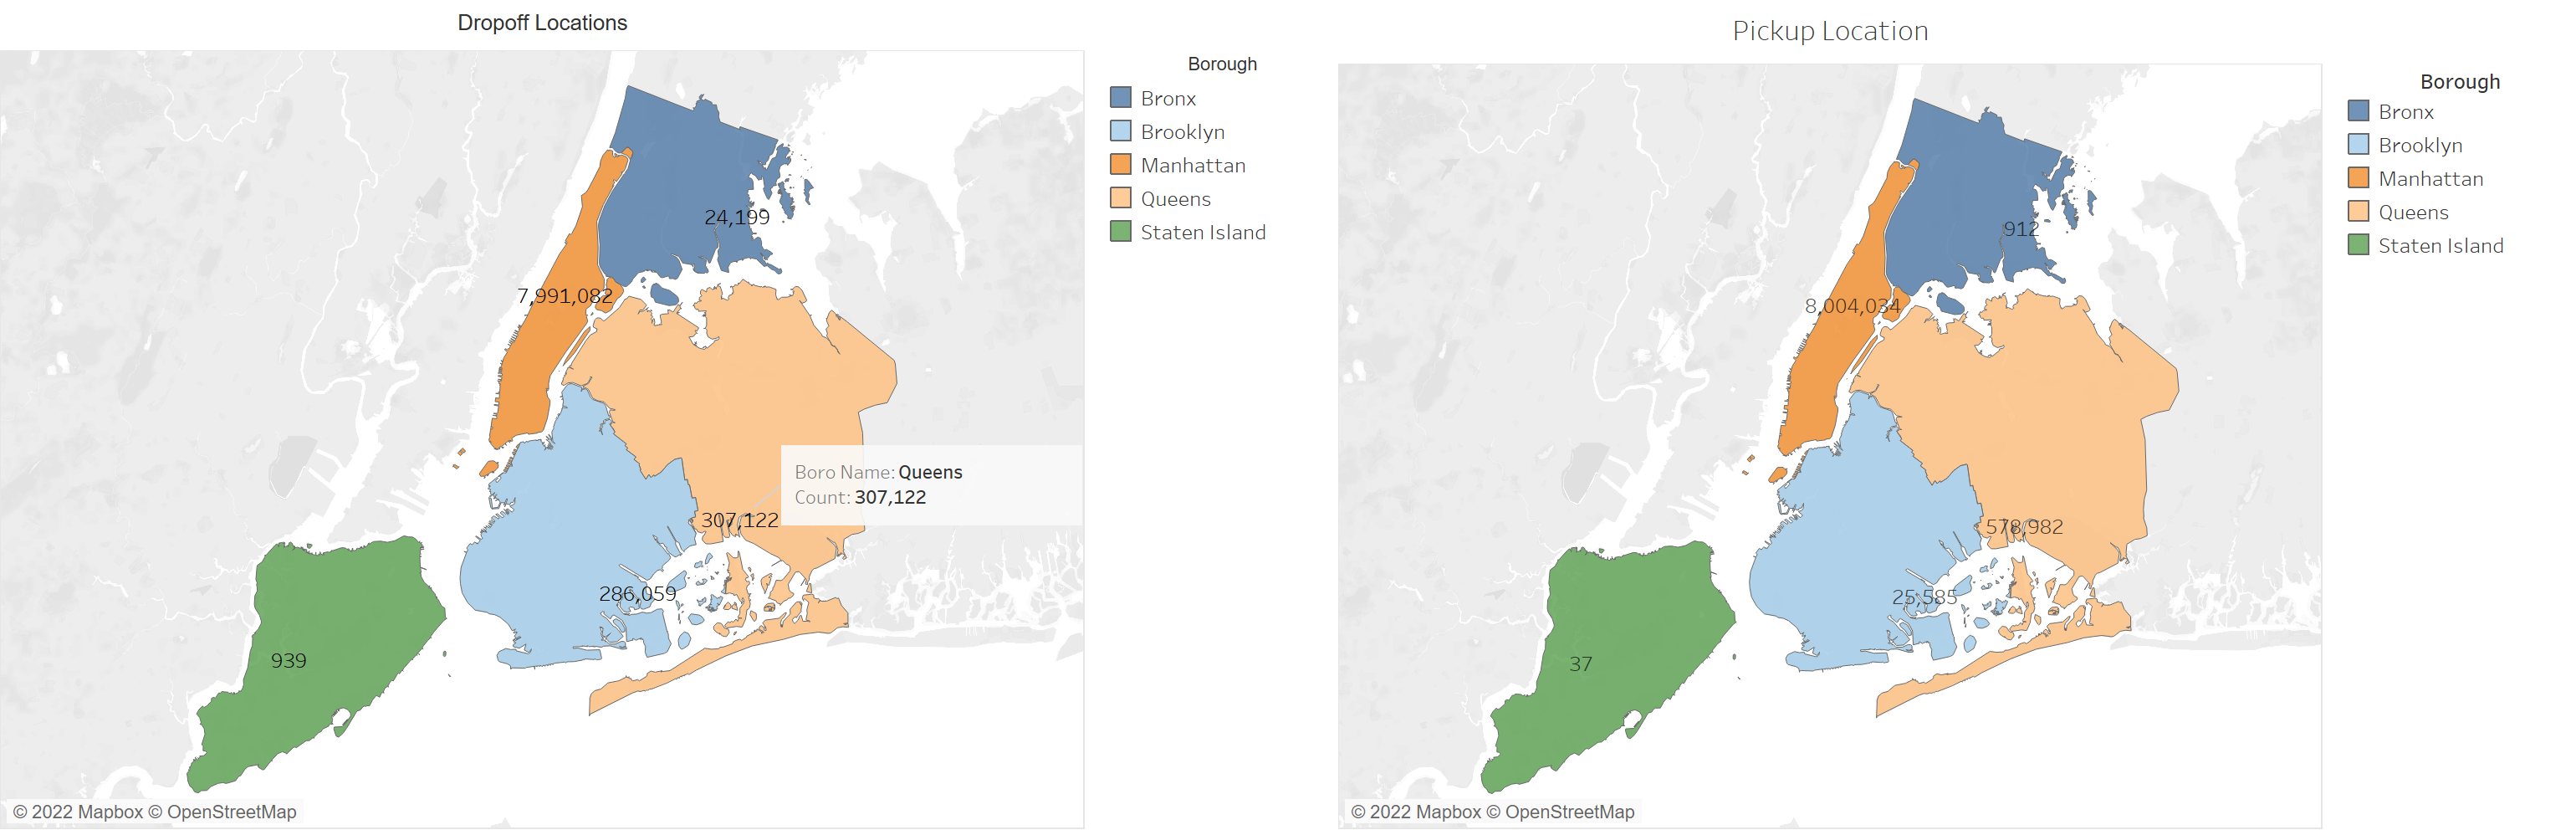 Dropoff Locations
Borough
Bronx
Brooklyn
Manhattan
Queens
Staten Island
24,199
7,991,082
Boro Name: Queens
Count: 307,122
307,122
286,059
939
© 2022 Mapbox © OpenStreetMap
Pickup Location
Borough
Bronx
Brooklyn
Manhattan
Queens
Staten Island
912
8,004,034
578,982
25,585
37
© 2022 Mapbox © OpenStreetMap